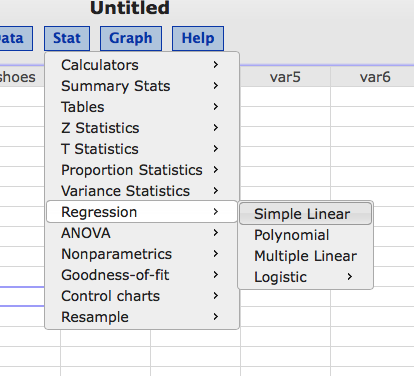 Untitled
Data Stat Graph Help
shoes var5 var6
Calculators
Summary Stats
Tables
Z Statistics
T Statistics
Proportion Statistics
Variance Statistics
Regression
Simple Linear
ANOVA
Polynomial
Nonparametrics
Multiple Linear
Goodness-of-fit
Logistic
Control charts
Resample